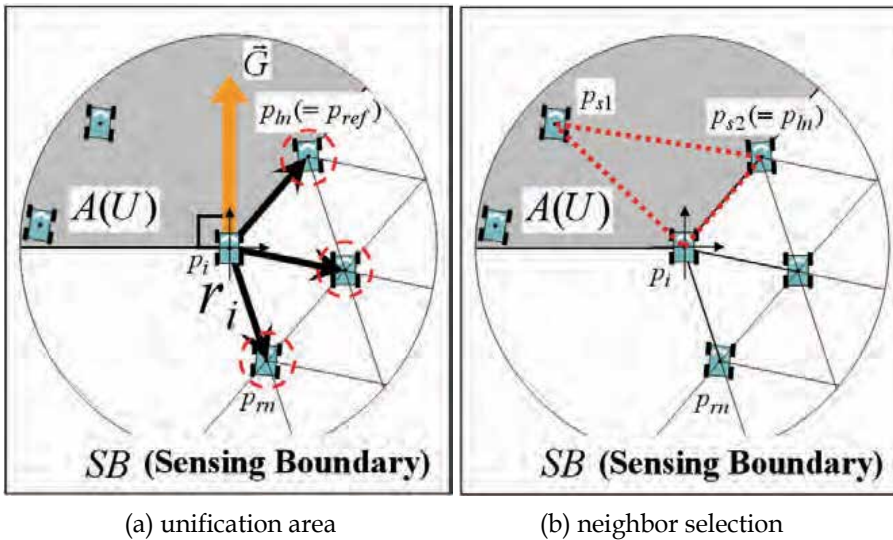 G⃗
p_ln(= p_ref)
A(U)
p_i
r_i
p_rn
SB (Sensing Boundary)
p_s1
p_s2(= p_ln)
A(U)
p_i
p_rn
SB (Sensing Boundary)
(a) unification area
(b) neighbor selection